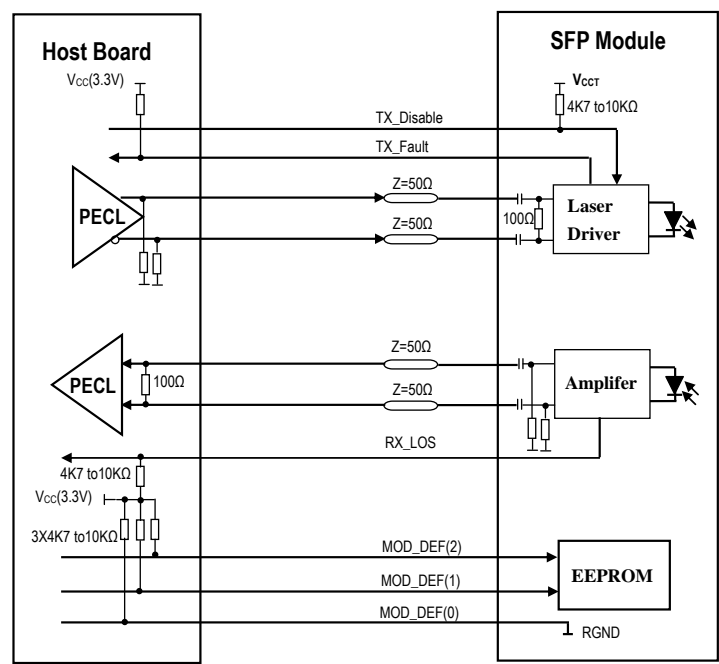 Host Board
SFP Module
Vcc(3.3V)
VCCT
4K7 to10KΩ
TX_Disable
TX_Fault
Z=50Ω
PECL
Z=50Ω
100Ω
Laser
Driver
Z=50Ω
PECL
100Ω
Z=50Ω
Amplifer
RX_LOS
4K7 to10KΩ
Vcc(3.3V)
3X4K7 to10KΩ
MOD_DEF(2)
MOD_DEF(1)
EEPROM
MOD_DEF(0)
RGND